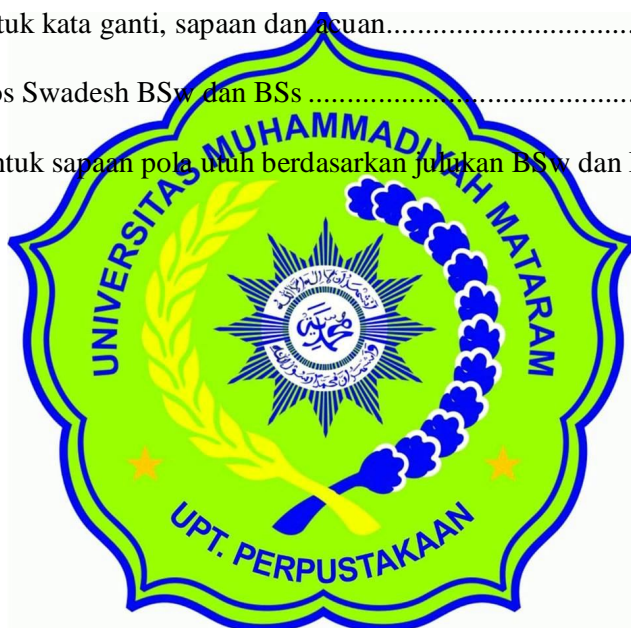 tuk kata ganti, sapaan dan acuan....................................
os Swadesh BSw dan BSs ....................................
ntuk sapaan pola utuh berdasarkan julukan BSw dan
UNIVERSITAS MUHAMMADIYAH MATARAM
UPT. PERPUSTAKAAN